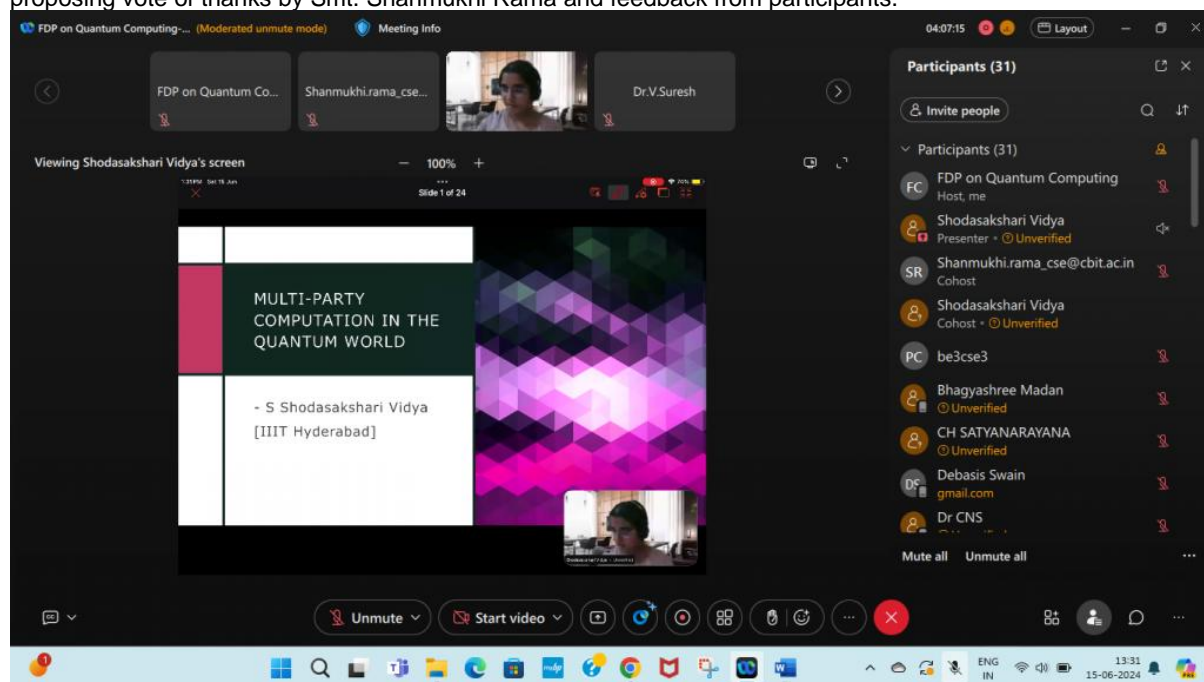 proposing vote of thanks by Smt. Shanmukhi Rama and feedback from participants.
FDP on Quantum Computing-... (Moderated unmute mode) Meeting Info 04:07:15 Layout
FDP on Quantum Co... Shanmukhi.rama_cse... Dr.V.Suresh
Viewing Shodasakshari Vidya's screen 100%
Slide 1 of 24
MULTI-PARTY
COMPUTATION IN THE
QUANTUM WORLD
- S Shodasakshari Vidya
[IIIT Hyderabad]
Participants (31)
Invite people
Participants (31)
FC FDP on Quantum Computing
Host, me
Shodasakshari Vidya
Presenter • Unverified
SR Shanmukhi.rama_cse@cbit.ac.in
Cohost
Shodasakshari Vidya
Cohost • Unverified
PC be3cse3
Bhagyashree Madan
Unverified
CH SATYANARAYANA
Unverified
DS Debasis Swain
gmail.com
Dr CNS
Mute all Unmute all
Unmute Start video
ENG 13:31
IN 15-06-2024